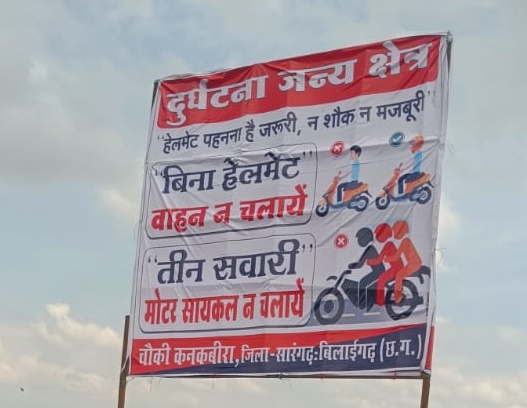 दुर्घटना जन्य क्षेत्र
"हेलमेट पहनना है जरूरी, न शौक न मजबूरी"
"बिना हेलमेट"
वाहन न चलायें
"तीन सवारी"
मोटर सायकल न चलायें
चौकी कनकबीरा, जिला-सारंगढ़:बिलाईगढ़ (छ.ग.)